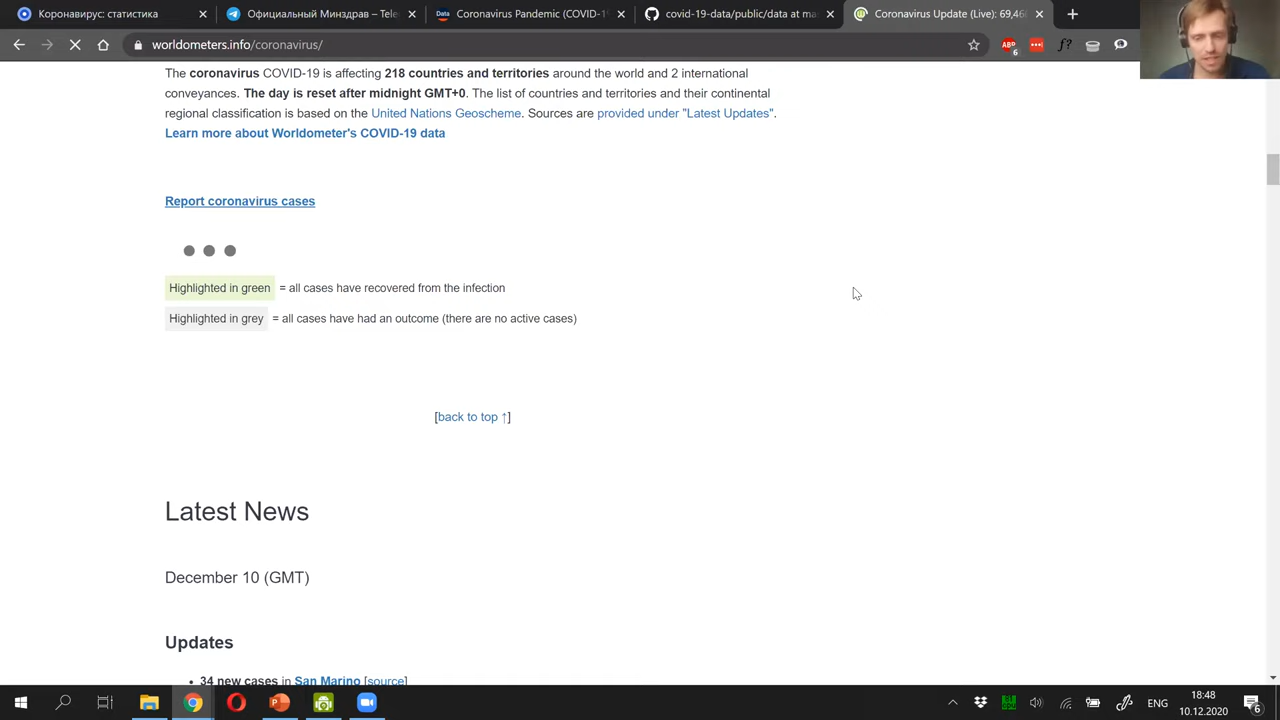 Коронавирус: статистика
Официальный Минздрав – Tele
Coronavirus Pandemic (COVID-1
covid-19-data/public/data at mas
Coronavirus Update (Live): 69,46
worldometers.info/coronavirus/
ABP
6
f?
The coronavirus COVID-19 is affecting 218 countries and territories around the world and 2 international
conveyances. The day is reset after midnight GMT+0. The list of countries and territories and their continental
regional classification is based on the United Nations Geoscheme. Sources are provided under "Latest Updates".
Learn more about Worldometer's COVID-19 data
Report coronavirus cases
Highlighted in green = all cases have recovered from the infection
Highlighted in grey = all cases have had an outcome (there are no active cases)
[back to top ↑]
Latest News
December 10 (GMT)
Updates
34 new cases in San Marino [source]
ENG
18:48
10.12.2020
6